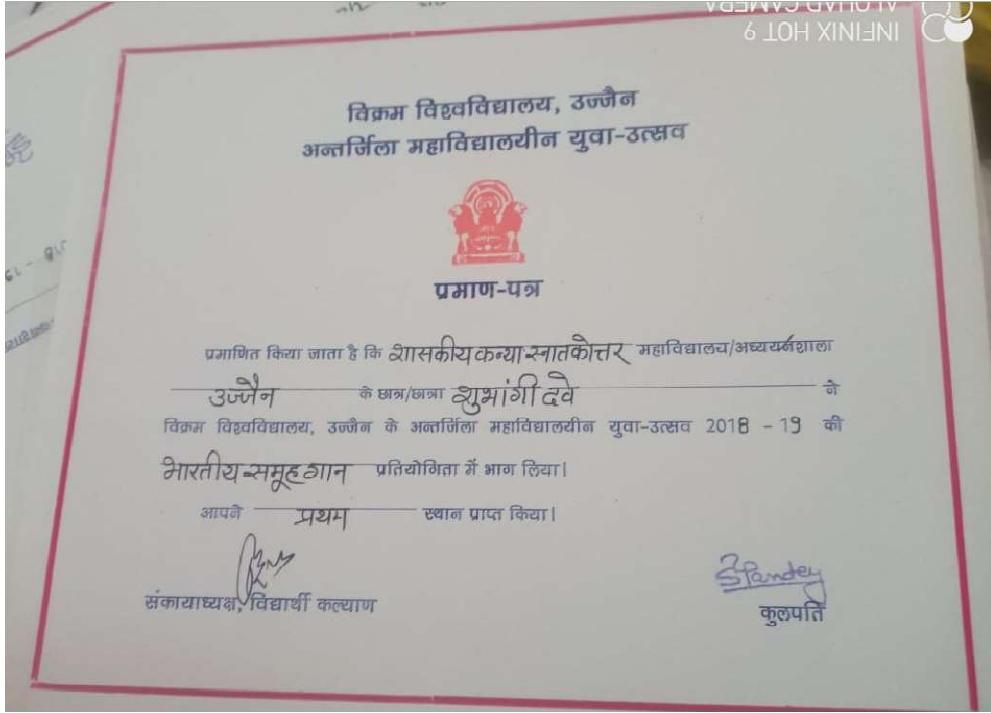 INFINIX HOT 9
विक्रम विश्वविद्यालय, उज्जैन
अन्तर्जिला महाविद्यालयीन युवा-उत्सव
प्रमाण-पत्र
प्रमाणित किया जाता है कि शासकीय कन्या स्नातकोत्तर महाविद्यालय/अध्ययनशाला
उज्जैन के छात्र/छात्रा शुभांगी दवे ने
विक्रम विश्वविद्यालय, उज्जैन के अन्तर्जिला महाविद्यालयीन युवा-उत्सव 2018 - 19 की
भारतीय समूहगान प्रतियोगिता में भाग लिया।
आपने प्रथम स्थान प्राप्त किया।
SPandey
संकायाध्यक्ष, विद्यार्थी कल्याण
कुलपति